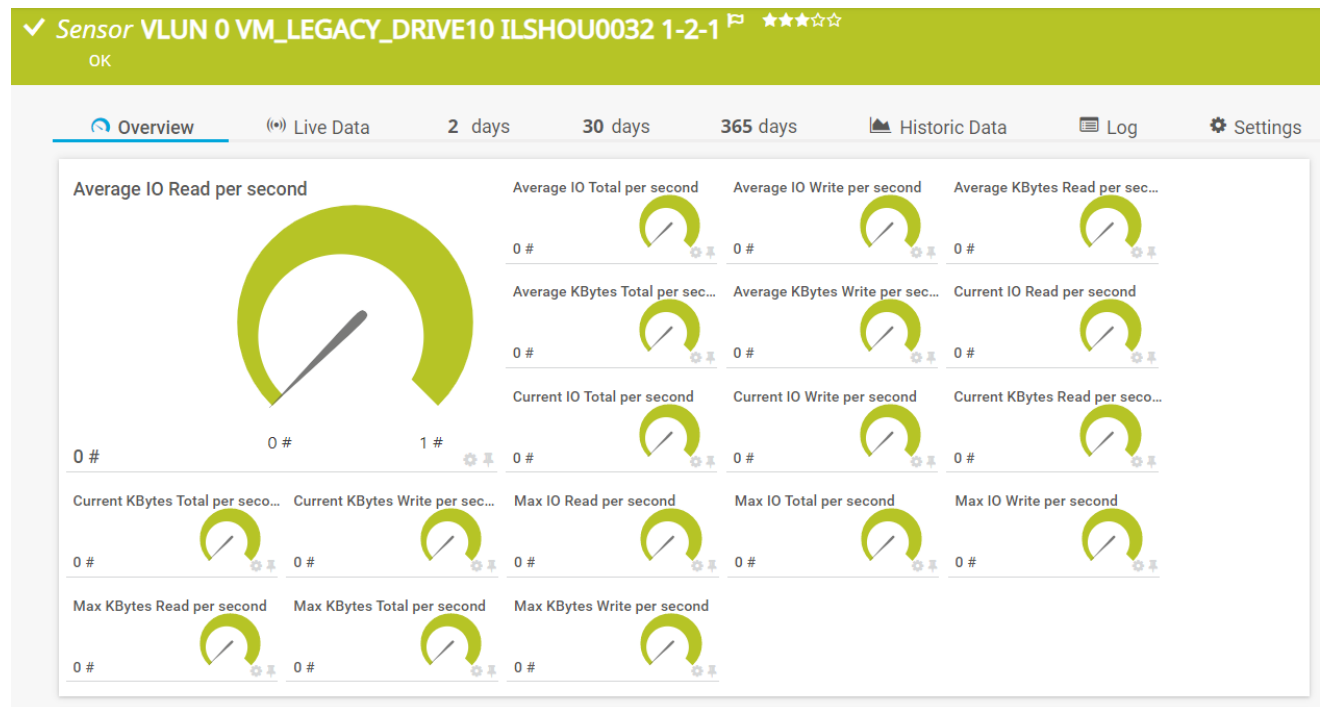 Sensor VLUN 0 VM_LEGACY_DRIVE10 ILSHOU0032 1-2-1
OK
Overview Live Data 2 days 30 days 365 days Historic Data Log Settings
Average IO Read per second
0 #
1 #
0 #
Average IO Total per second
0 #
Average IO Write per second
0 #
Average KBytes Read per sec...
0 #
Average KBytes Total per sec...
0 #
Average KBytes Write per sec...
0 #
Current IO Read per second
0 #
Current IO Total per second
0 #
Current IO Write per second
0 #
Current KBytes Read per seco...
0 #
Current KBytes Total per seco...
0 #
Current KBytes Write per sec...
0 #
Max IO Read per second
0 #
Max IO Total per second
0 #
Max IO Write per second
0 #
Max KBytes Read per second
0 #
Max KBytes Total per second
0 #
Max KBytes Write per second
0 #